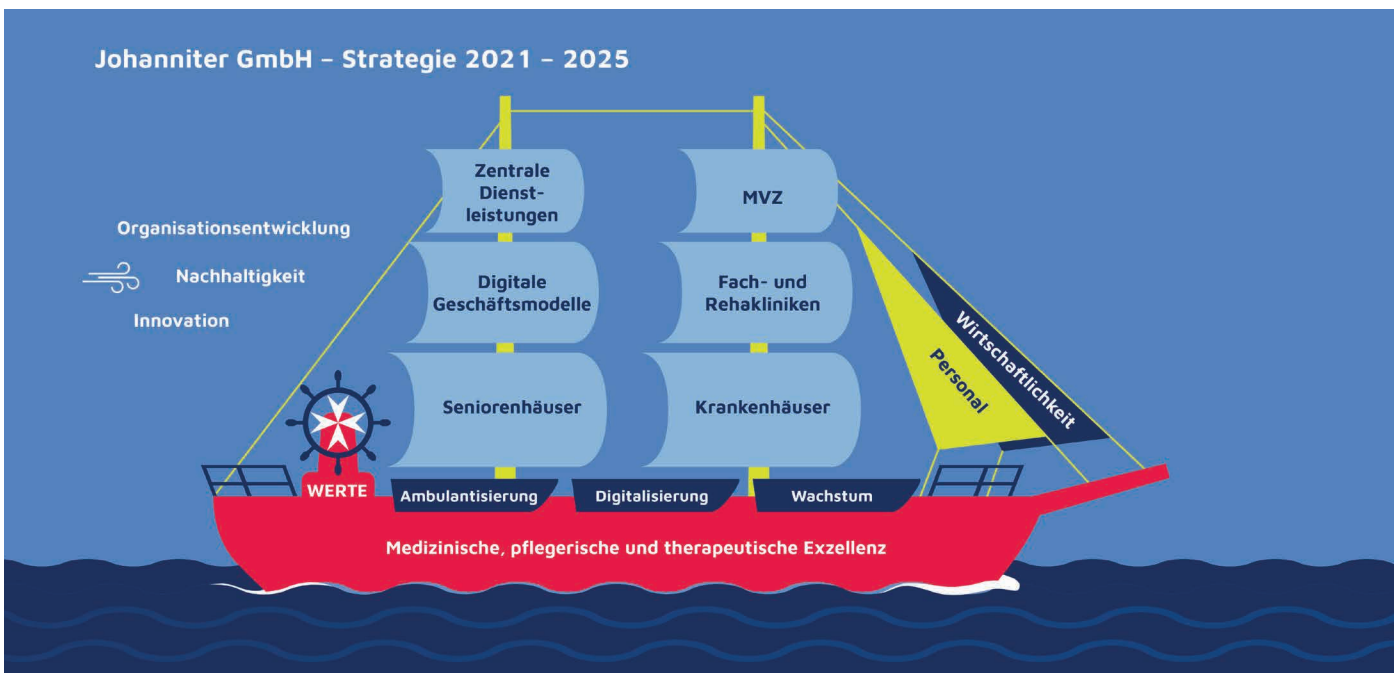 Johanniter GmbH – Strategie 2021 – 2025
Zentrale
Dienst-
leistungen
MVZ
Organisationsentwicklung
Nachhaltigkeit
Innovation
Digitale
Geschäftsmodelle
Fach- und
Rehakliniken
Wirtschaftlichkeit
Personal
Seniorenhäuser
Krankenhäuser
WERTE
Ambulantisierung
Digitalisierung
Wachstum
Medizinische, pflegerische und therapeutische Exzellenz